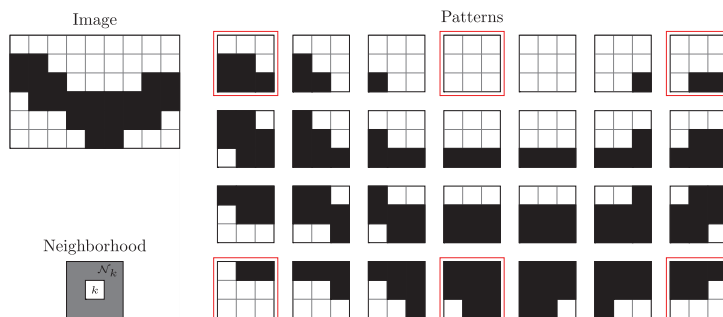 Image
Patterns
Neighborhood
𝒩k
k